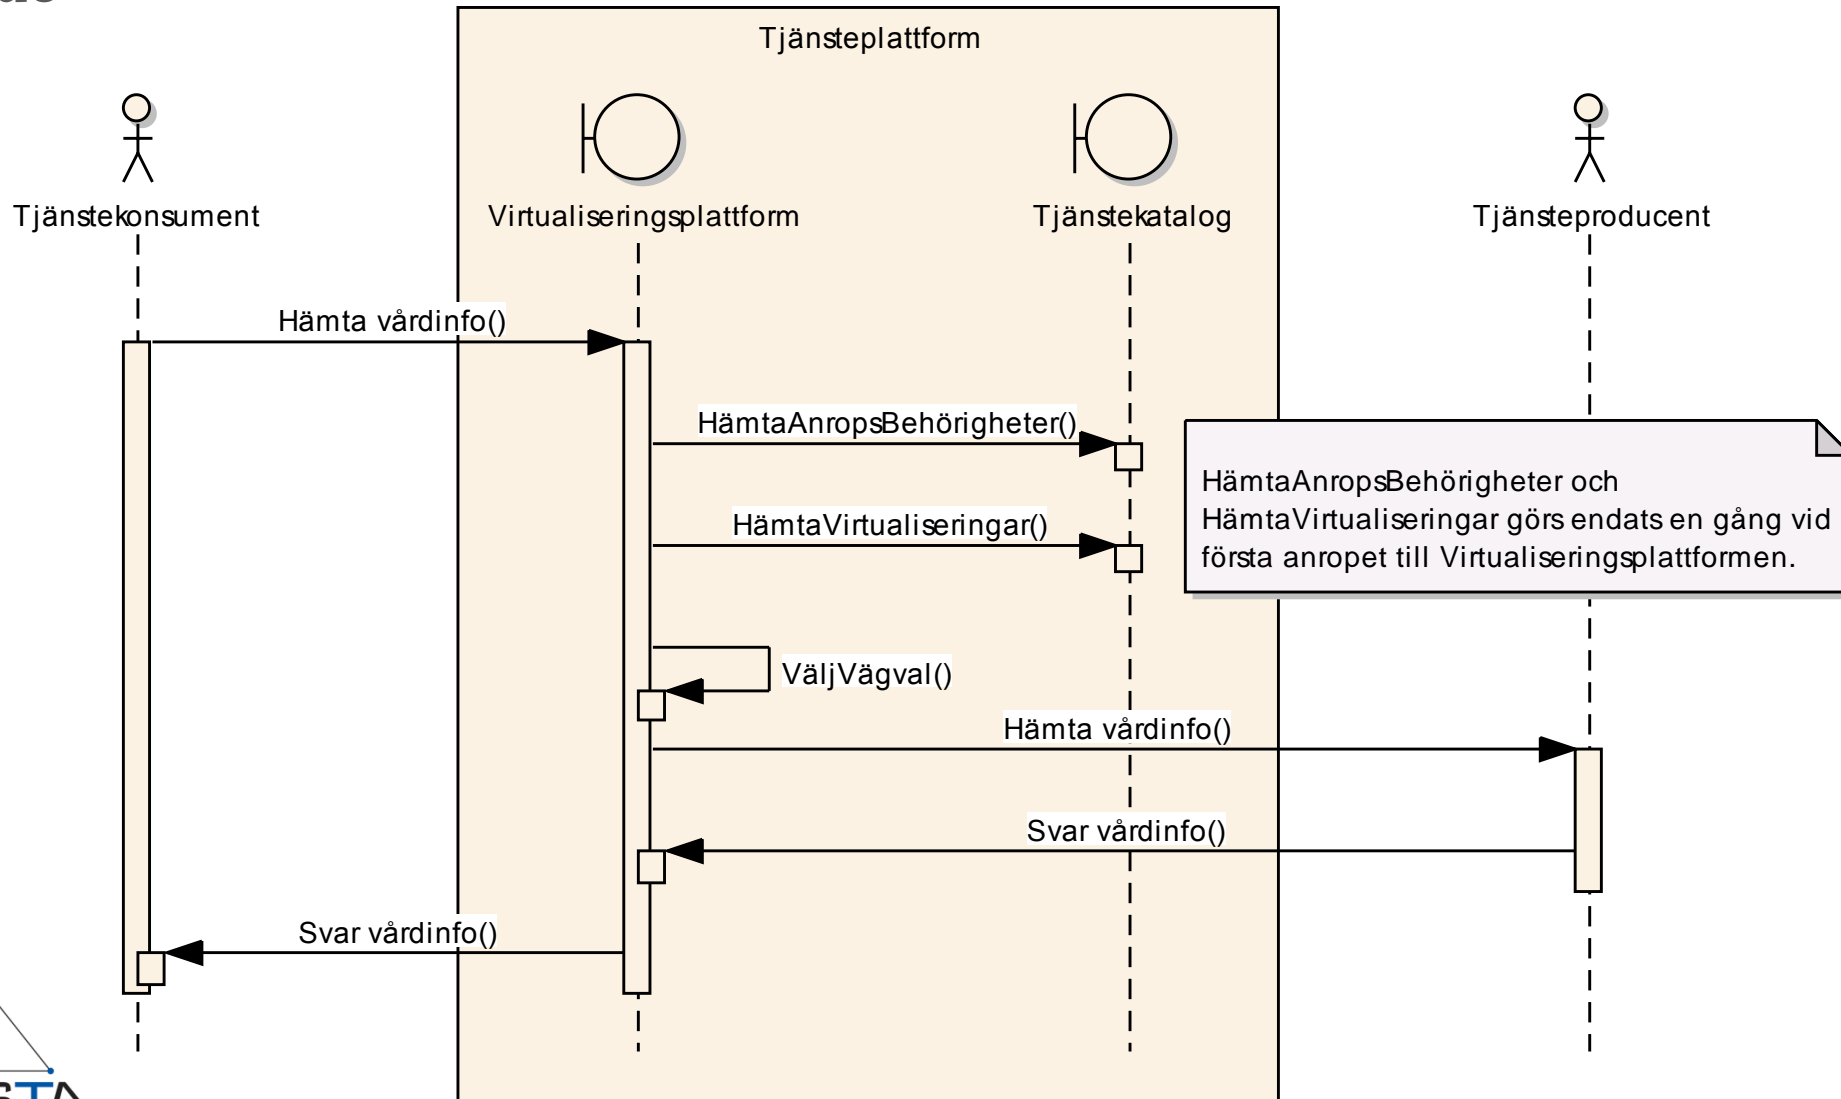 Tjänsteplattform
Tjänstekonsument
Virtualiseringsplattform
Tjänstekatalog
Tjänsteproducent
Hämta vårdinfo()
HämtaAnropsBehörigheter()
HämtaAnropsBehörigheter och
HämtaVirtualiseringar görs endats en gång vid
första anropet till Virtualiseringsplattformen.
HämtaVirtualiseringar()
VäljVägval()
Hämta vårdinfo()
Svar vårdinfo()
Svar vårdinfo()